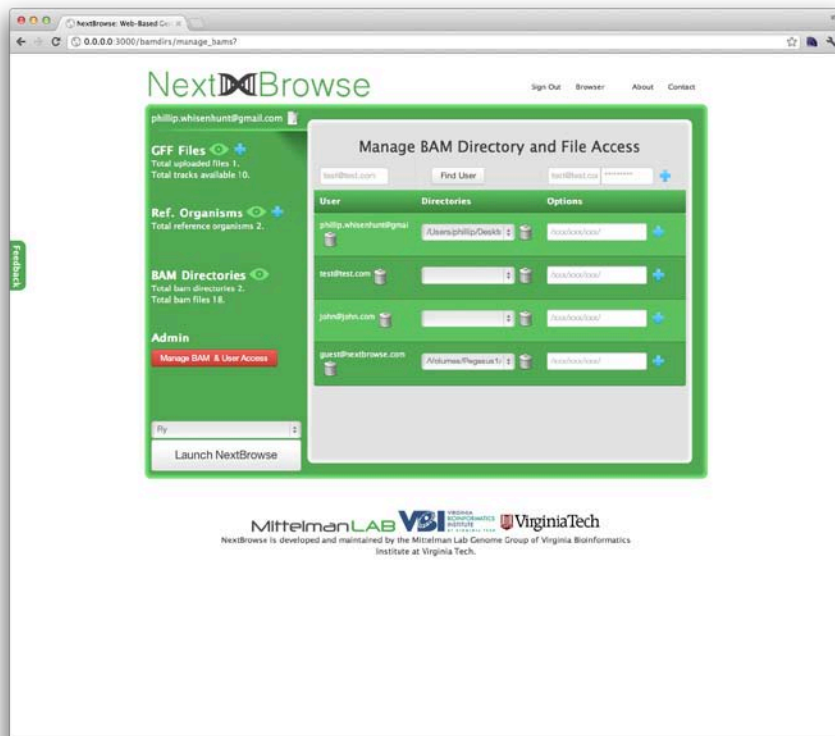 NextBrowse: Web-Based Ge
0.0.0.0:3000/bamdirs/manage_bams?
NextBrowse
Sign Out Browser About Contact
phillip.whisenhunt@gmail.com
Manage BAM Directory and File Access
GFF Files
Total uploaded files 1.
Total tracks available 10.
test@test.com Find User test@test.co ********
User Directories Options
Ref. Organisms
Total reference organisms 2.
phillip.whisenhunt@gmai /Users/phillip/Deskt /xxx/xxx/xxx/
Feedback
BAM Directories
Total bam directories 2.
Total bam files 18.
test@test.com /xxx/xxx/xxx/
john@john.com /xxx/xxx/xxx/
Admin
Manage BAM & User Access
guest@nextbrowse.com /Volumes/Pegasus1/ /xxx/xxx/xxx/
Fly
Launch NextBrowse
MittelmanLAB VBI VIRGINIA BIOINFORMATICS INSTITUTE AT VIRGINIA TECH VirginiaTech
NextBrowse is developed and maintained by the Mittelman Lab Genome Group of Virginia Bioinformatics
Institute at Virginia Tech.